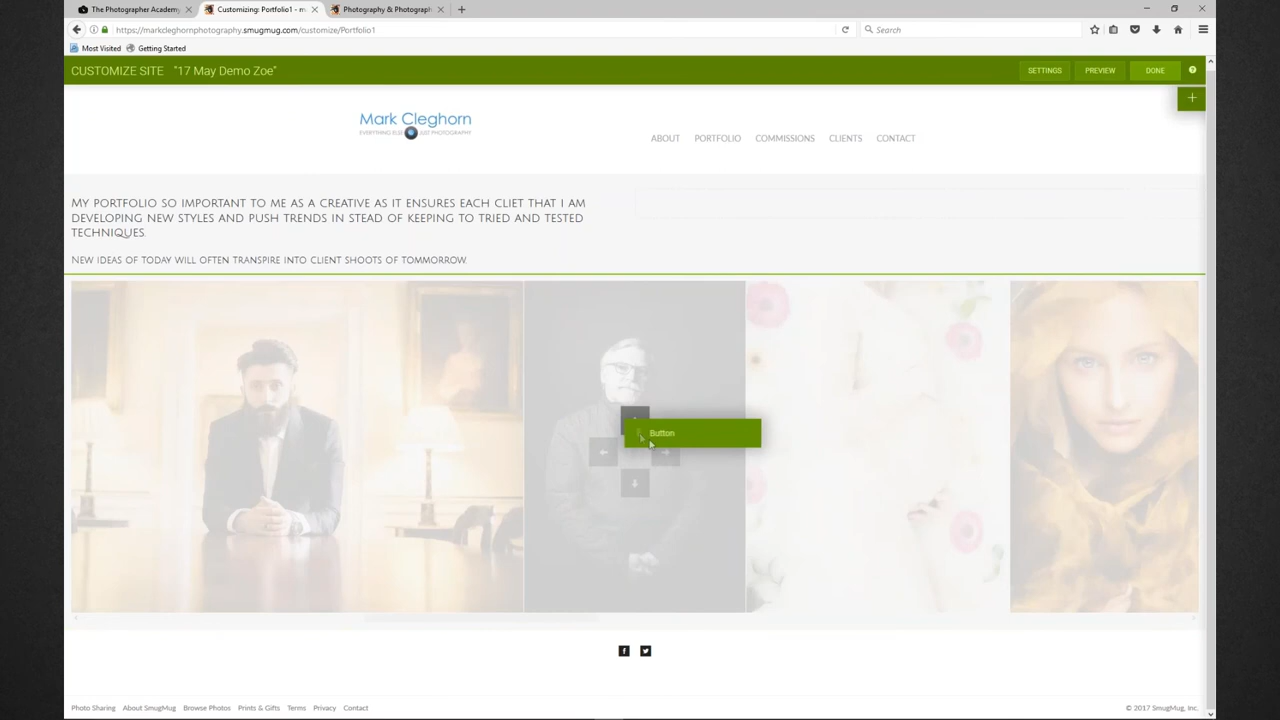 The Photographer Academy
Customizing: Portfolio1 - m
Photography & Photograph
https://markcleghornphotography.smugmug.com/customize/Portfolio1
Search
Most Visited
Getting Started
CUSTOMIZE SITE "17 May Demo Zoe"
SETTINGS
PREVIEW
DONE
Mark Cleghorn
EVERYTHING ELSE JUST PHOTOGRAPHY
ABOUT PORTFOLIO COMMISSIONS CLIENTS CONTACT
MY PORTFOLIO SO IMPORTANT TO ME AS A CREATIVE AS IT ENSURES EACH CLIET THAT I AM
DEVELOPING NEW STYLES AND PUSH TRENDS IN STEAD OF KEEPING TO TRIED AND TESTED
TECHNIQUES.
NEW IDEAS OF TODAY WILL OFTEN TRANSPIRE INTO CLIENT SHOOTS OF TOMMORROW.
Button
Photo Sharing About SmugMug Browse Photos Prints & Gifts Terms Privacy Contact
© 2017 SmugMug, Inc.